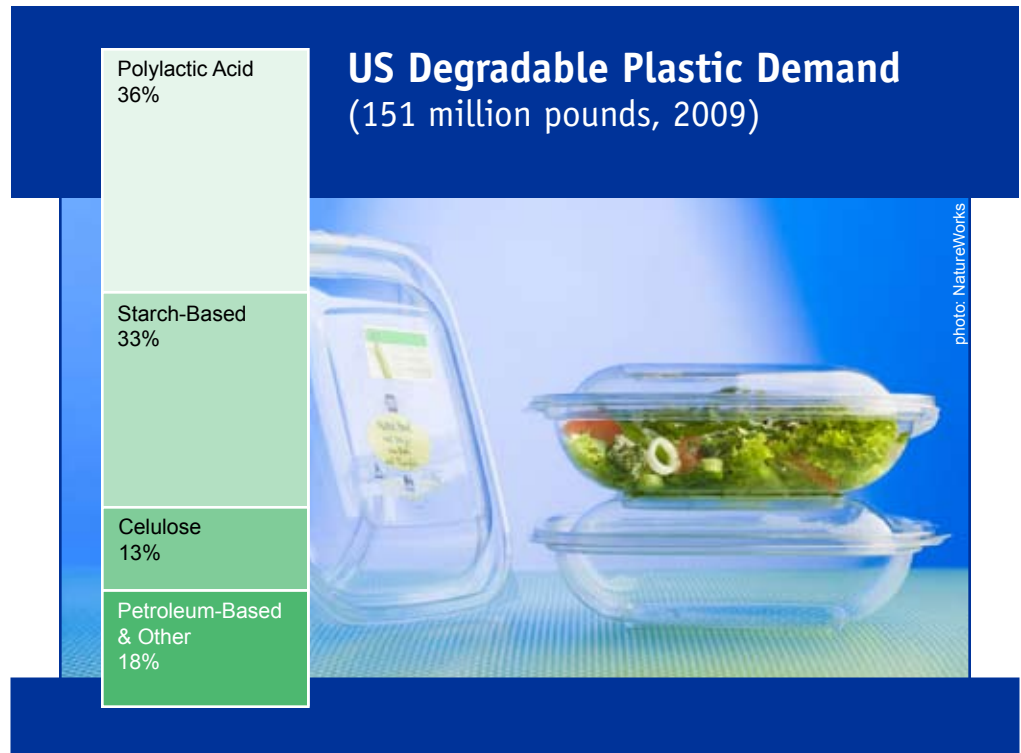 US Degradable Plastic Demand
(151 million pounds, 2009)
Polylactic Acid
36%
Starch-Based
33%
Celulose
13%
Petroleum-Based
& Other
18%
photo: NatureWorks